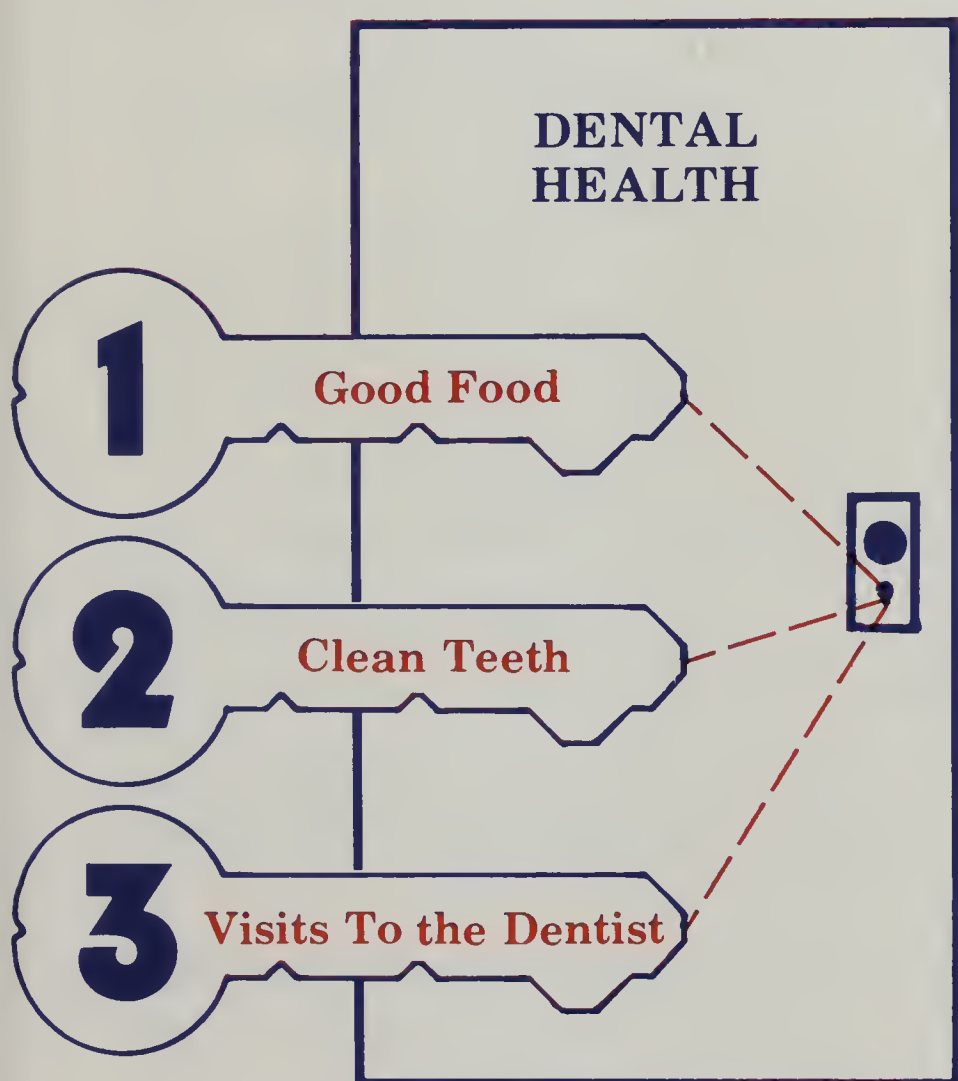 DENTAL
HEALTH
1
Good Food
2
Clean Teeth
3
Visits To the Dentist